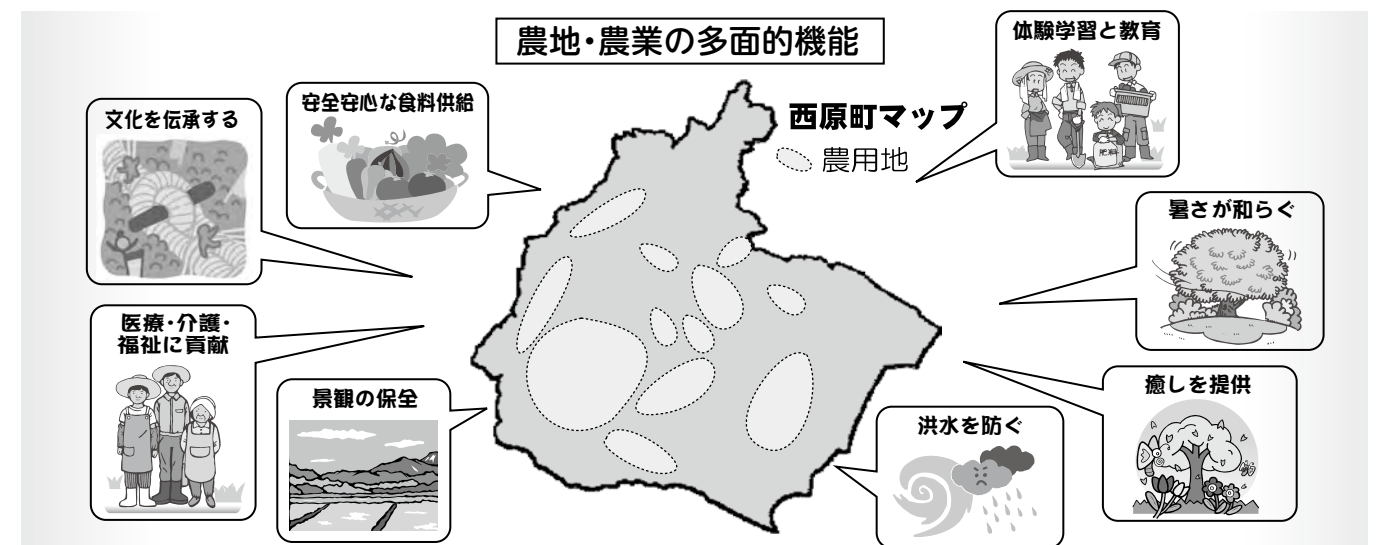 農地･農業の多面的機能
体験学習と教育
肥料
文化を伝承する
安全安心な食料供給
西原町マップ
農用地
暑さが和らぐ
医療･介護･
福祉に貢献
景観の保全
癒しを提供
洪水を防ぐ